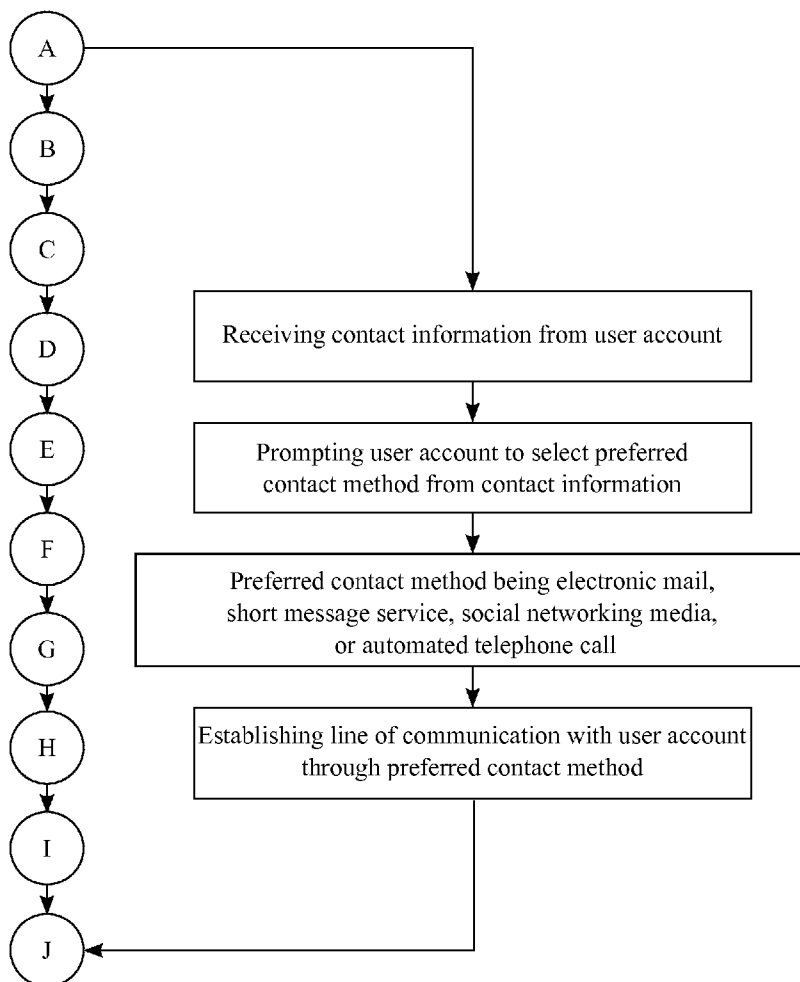 A
B
C
D
E
F
G
H
I
J
Receiving contact information from user account
Prompting user account to select preferred
contact method from contact information
Preferred contact method being electronic mail,
short message service, social networking media,
or automated telephone call
Establishing line of communication with user account
through preferred contact method